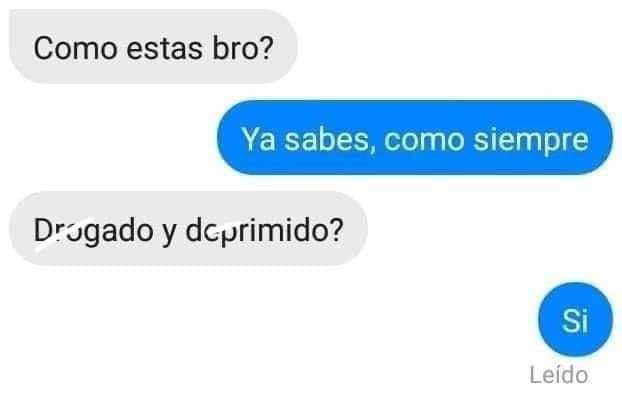 Como estas bro?
Ya sabes, como siempre
Drogado y deprimido?
Si
Leído